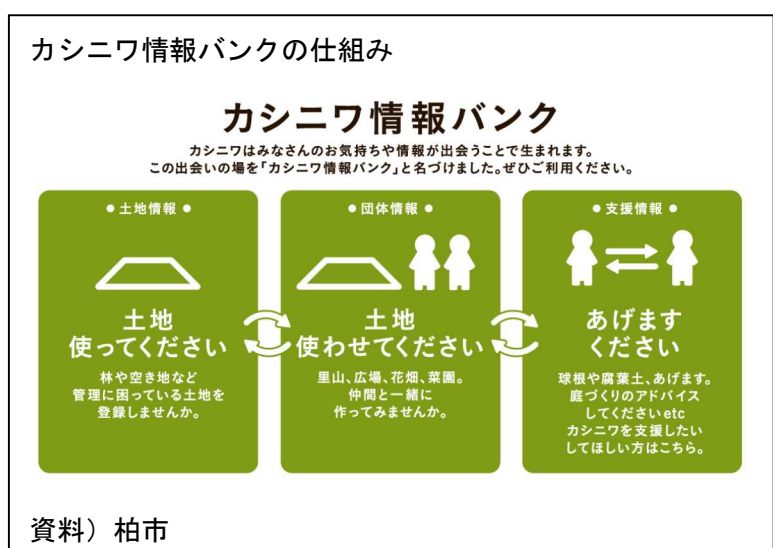 カシニワ情報バンクの仕組み
カシニワ情報バンク
カシニワはみなさんのお気持ちや情報が出会うことで生まれます。
この出会いの場を「カシニワ情報バンク」と名づけました。ぜひご利用ください。
● 土地情報 ●
土地
使ってください
林や空き地など
管理に困っている土地を
登録しませんか。
● 団体情報 ●
土地
使わせてください
里山、広場、花畑、菜園。
仲間と一緒に
作ってみませんか。
● 支援情報 ●
あげます
ください
球根や腐葉土、あげます。
庭づくりのアドバイス
してくださいetc
カシニワを支援したい
してほしい方はこちら。
資料）柏市